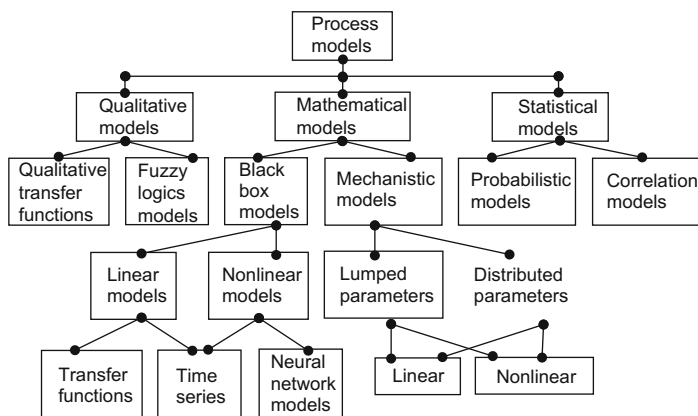 Process
models
Qualitative
models
Mathematical
models
Statistical
models
Qualitative
transfer
functions
Fuzzy
logics
models
Black
box
models
Mechanistic
models
Probabilistic
models
Correlation
models
Linear
models
Nonlinear
models
Lumped
parameters
Distributed
parameters
Transfer
functions
Time
series
Neural
network
models
Linear
Nonlinear